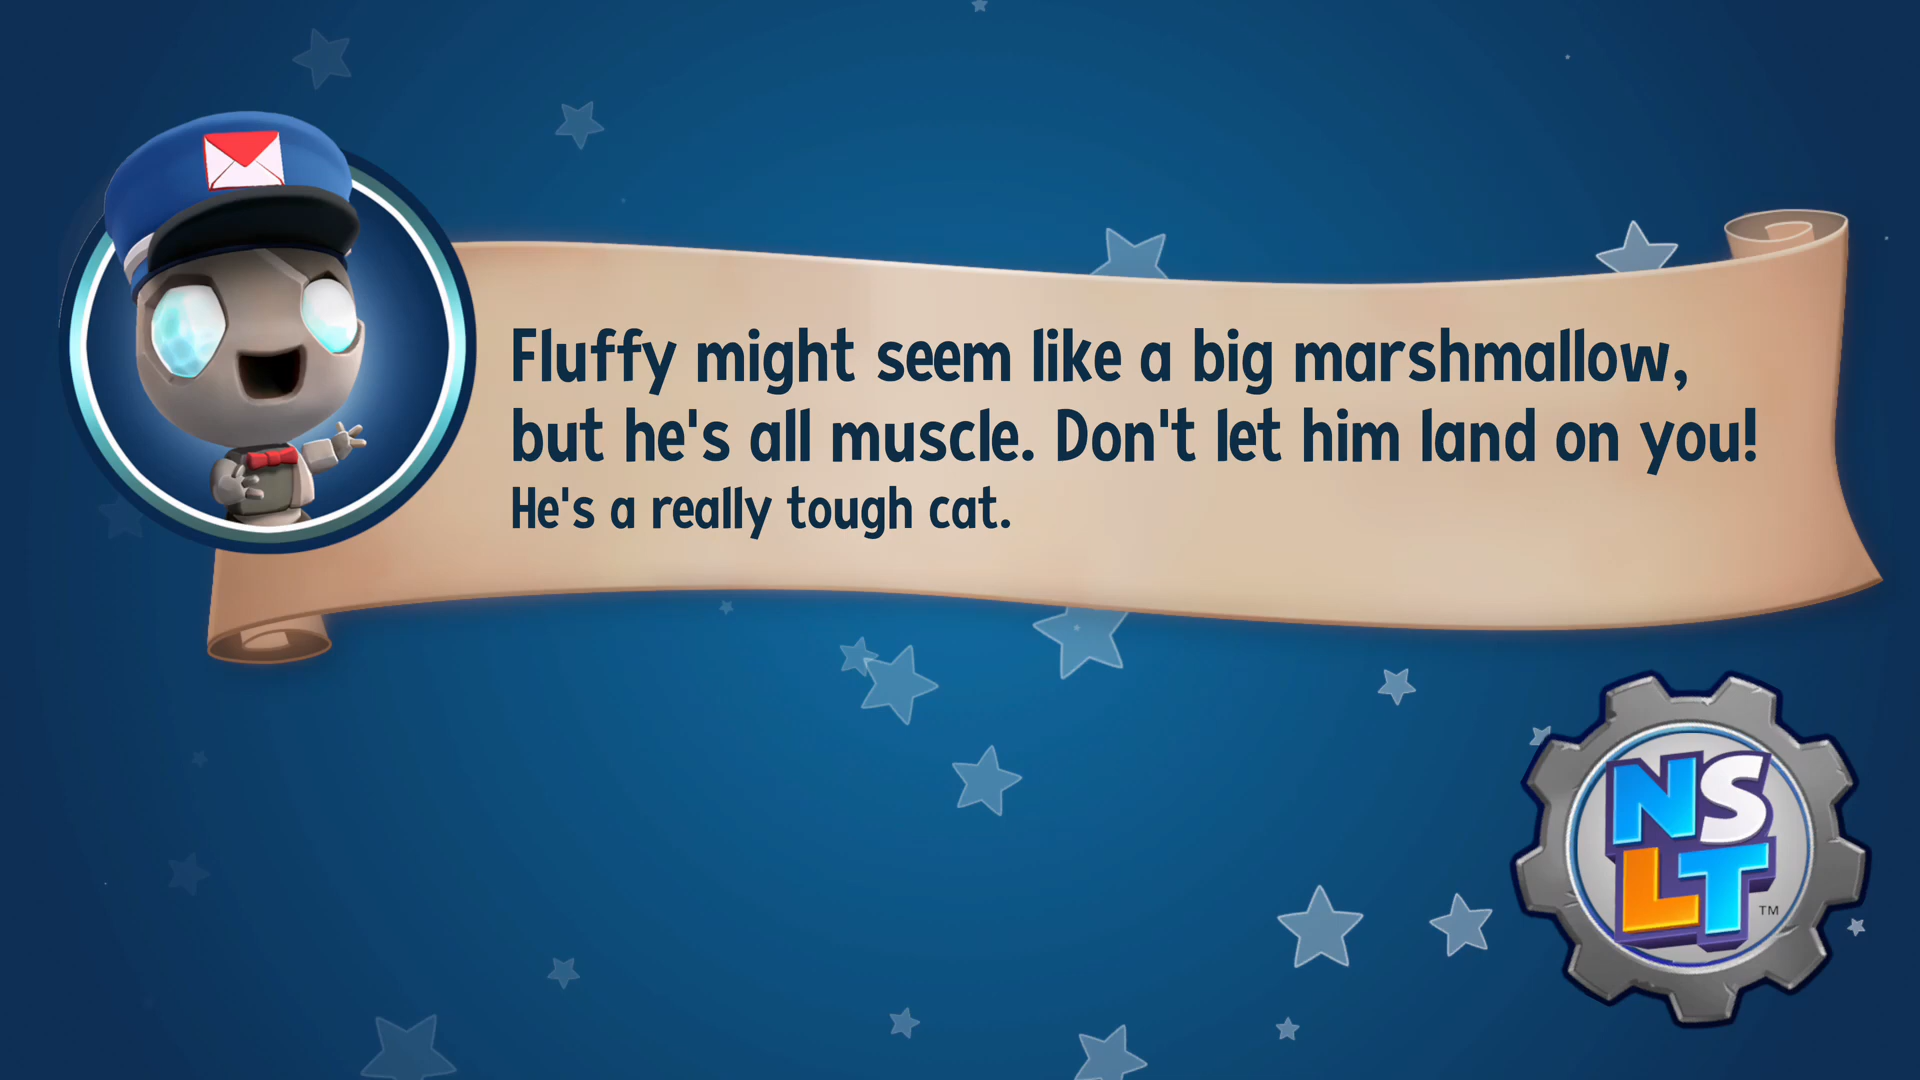 Fluffy might seem like a big marshmallow,
but he's all muscle. Don't let him land on you!
He's a really tough cat.
NS
LT
TM